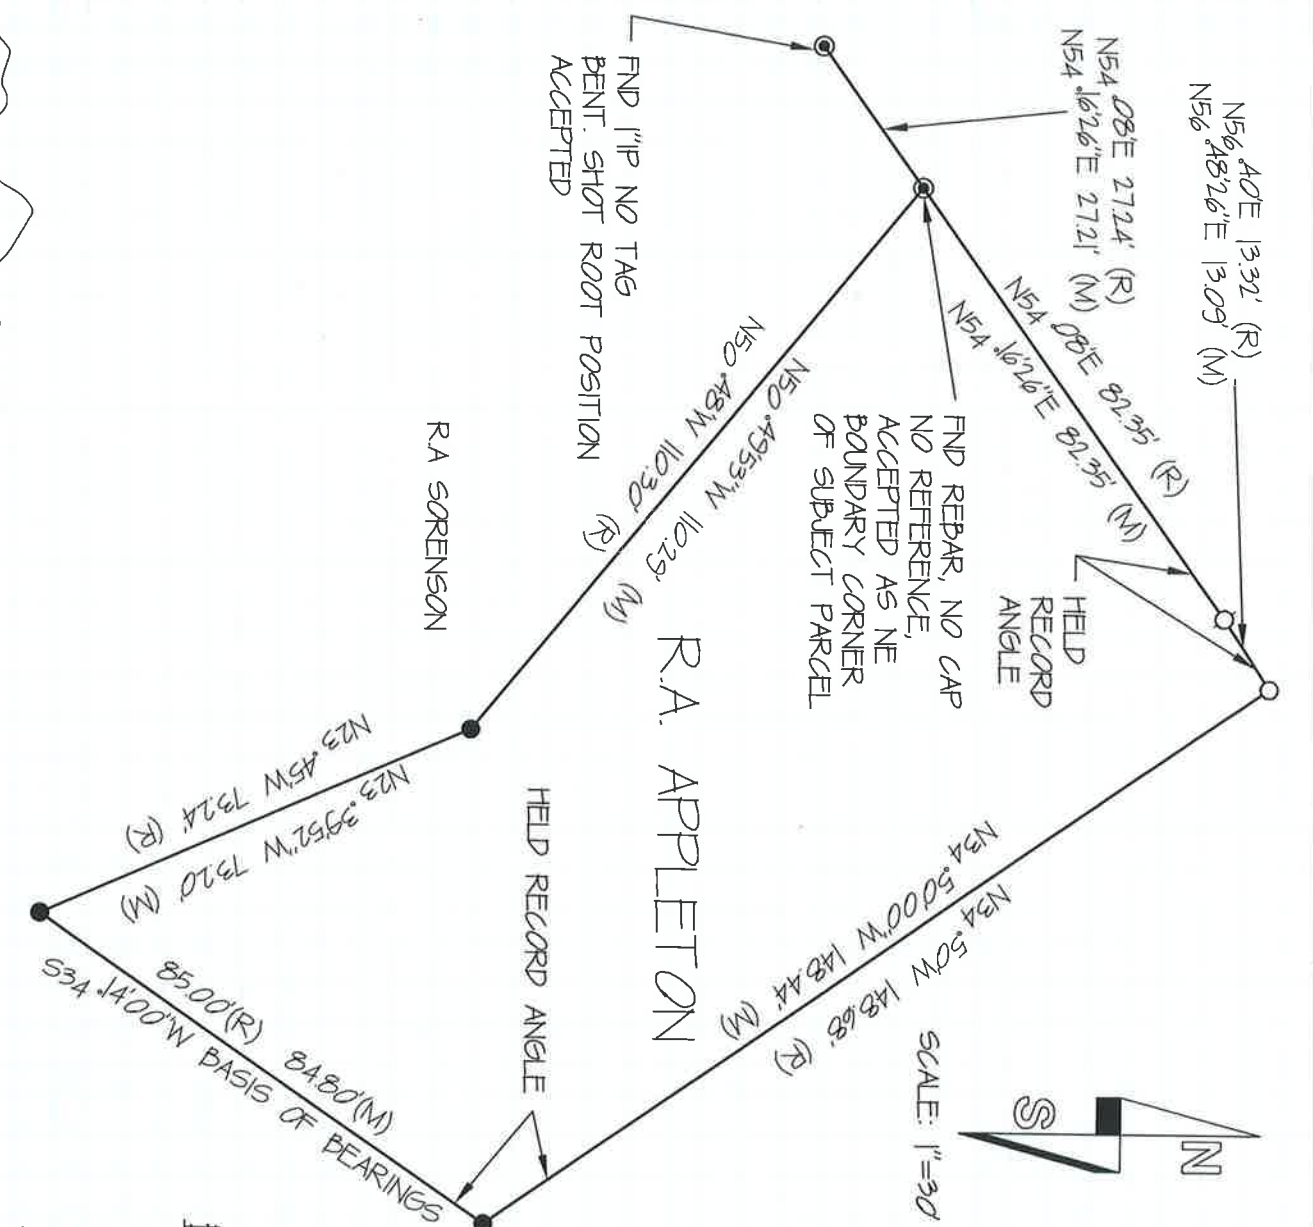 N56°40'E 13.32' (R)
N56°48'26"E 13.09' (M)
N54°08'E 27.24' (R)
N54°16'26"E 27.21' (M)
N54°08'E 82.35' (R)
N54°16'26"E 82.35' (M)
HELD
RECORD
ANGLE
FND REBAR, NO CAP
NO REFERENCE,
ACCEPTED AS NE
BOUNDARY CORNER
OF SUBJECT PARCEL
FND 1"IP NO TAG
BENT. SHOT ROOT POSITION
ACCEPTED
N50°49'53"W 110.29' (M)
N50°48'W 110.30' (R)
R.A. APPLETON
R.A SORENSON
N34°50'W 148.68' (R)
N34°50'00"W 148.44' (M)
HELD RECORD ANGLE
N23°39'52"W 73.20' (M)
N23°45'W 73.24' (R)
85.00'(R) 84.80'(M)
S34°14'00"W BASIS OF BEARINGS
N
S
SCALE: 1"=30'